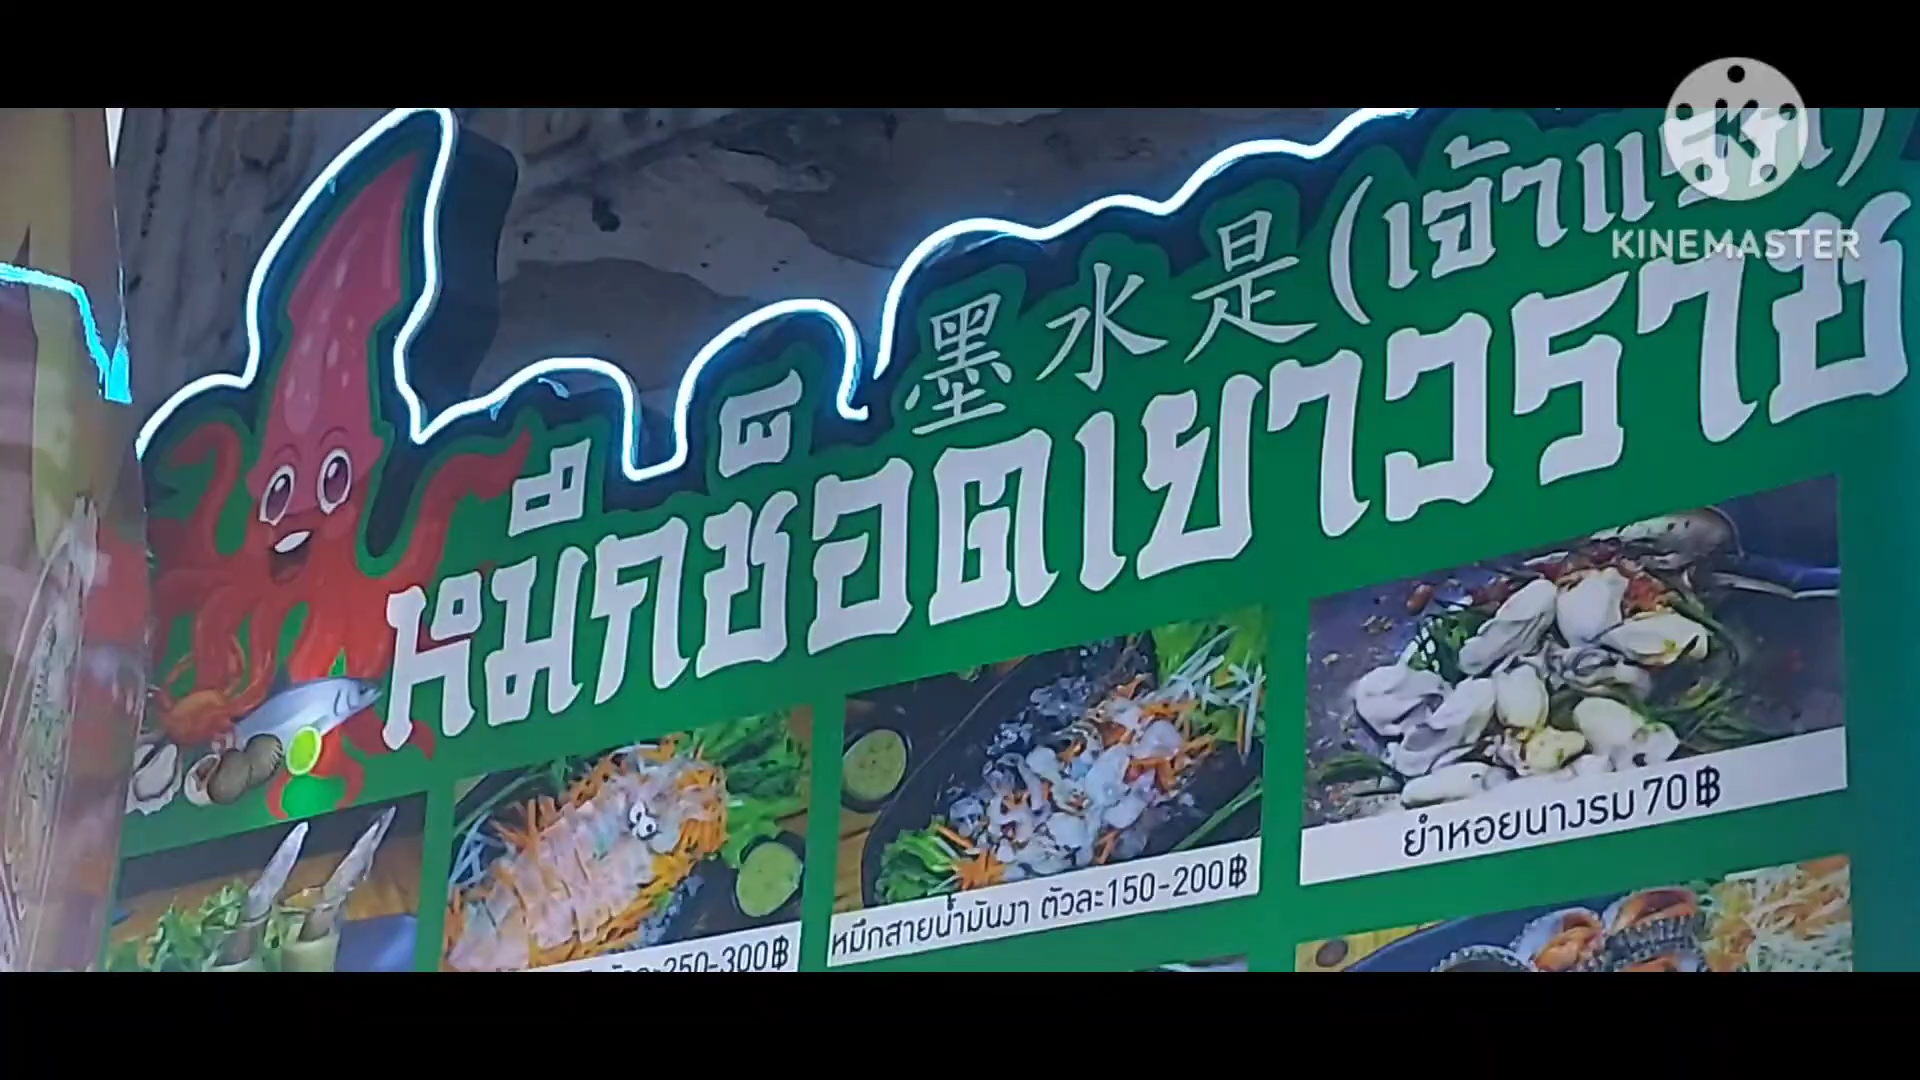 墨水是(เจ้าแรก)
หมึกช็อตเยาวราช
KINEMASTER
ยำหอยนางรม 70฿
หมึกสายน้ำมันงา ตัวละ150-200฿
250-300฿